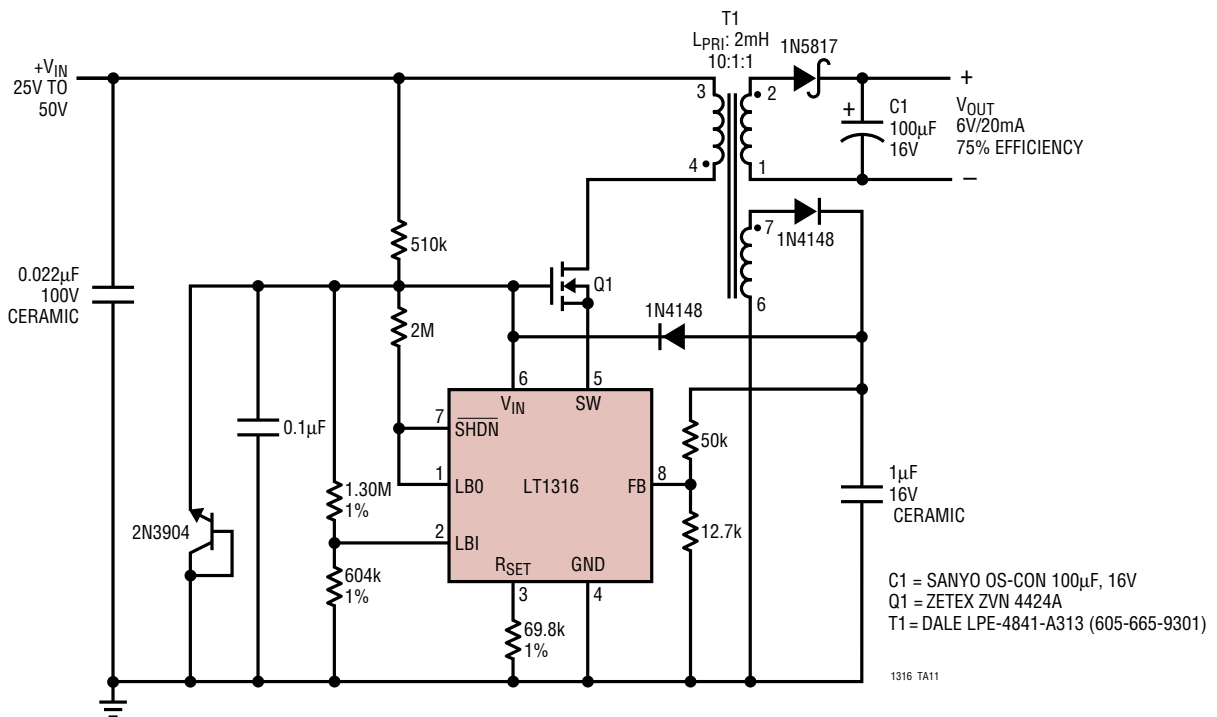 T1
LPRI: 2mH
10:1:1
1N5817
+VIN
25V TO
50V
3
2
+
+
C1
100µF
16V
VOUT
6V/20mA
75% EFFICIENCY
4
1
–
7
1N4148
510k
0.022µF
100V
CERAMIC
Q1
6
1N4148
2M
6
5
VIN
SW
7
SHDN
0.1µF
50k
1
LB0
LT1316
FB
8
1.30M
1%
1µF
16V
CERAMIC
2N3904
2
LBI
12.7k
604k
1%
RSET
GND
3
4
69.8k
1%
C1 = SANYO OS-CON 100µF, 16V
Q1 = ZETEX ZVN 4424A
T1 = DALE LPE-4841-A313 (605-665-9301)
1316 TA11